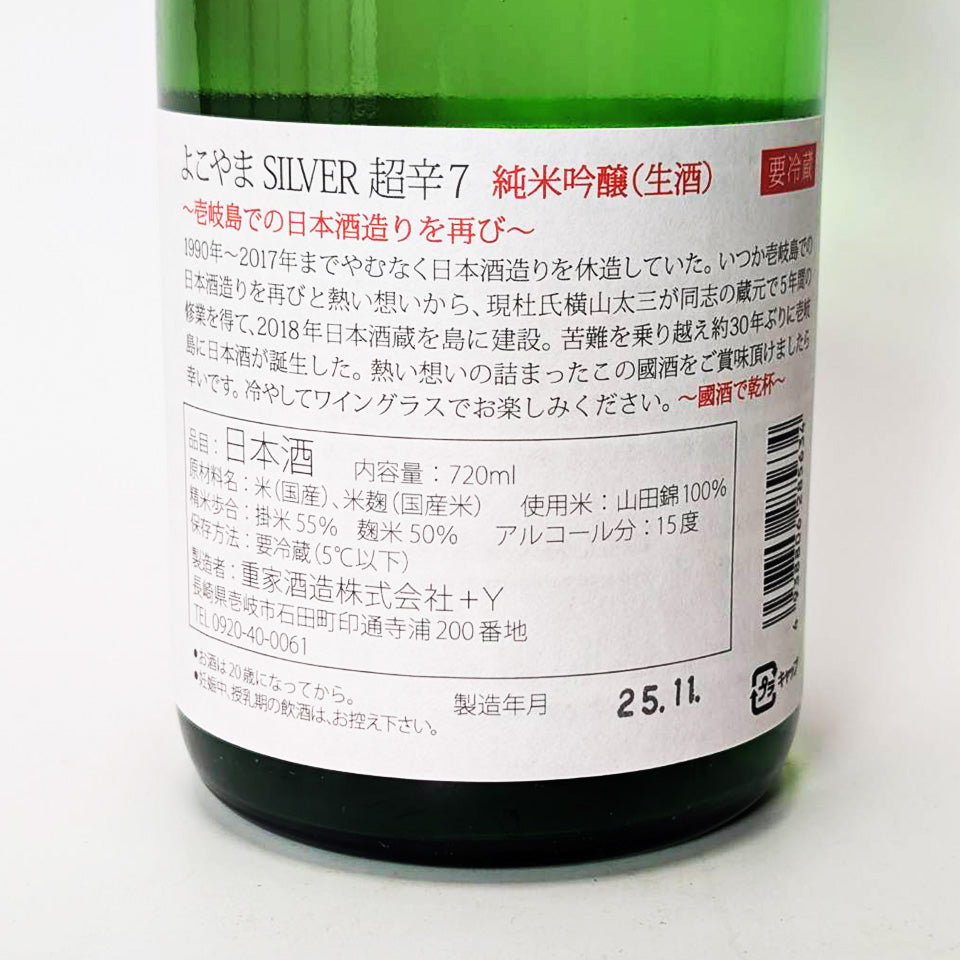 よこやま SILVER 超辛7 純米吟醸(生酒) 要冷蔵
~壱岐島での日本酒造りを再び~
1990年~2017年までやむなく日本酒造りを休造していた。いつか壱岐島での
日本酒造りを再びと熱い想いから、現杜氏横山太三が同志の蔵元で5年間の
修業を得て、2018年日本酒蔵を島に建設。苦難を乗り越え約30年ぶりに壱岐
島に日本酒が誕生した。熱い想いの詰まったこの國酒をご賞味頂けましたら
幸いです。冷やしてワイングラスでお楽しみください。~國酒で乾杯~
品目:日本酒 内容量:720ml
原材料名:米(国産)、米麹(国産米) 使用米:山田錦100%
精米歩合:掛米55% 麹米50% アルコール分:15度
保存方法:要冷蔵(5℃以下)
製造者:重家酒造株式会社+Y
長崎県壱岐市石田町印通寺浦200番地
TEL 0920-40-0061
●お酒は20歳になってから。
●妊娠中、授乳期の飲酒は、お控え下さい。
製造年月 25.11.
プラ キャップ